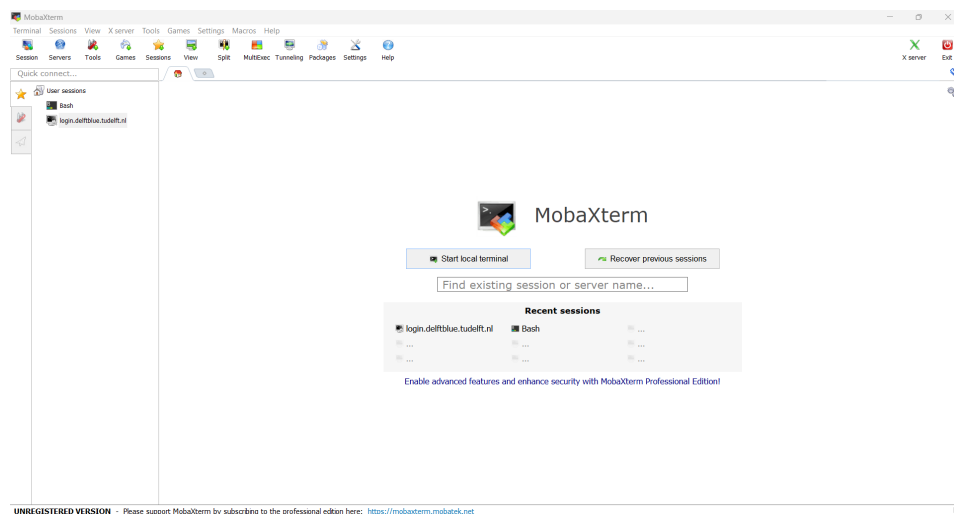 MobaXterm
Terminal Sessions View X server Tools Games Settings Macros Help
Session Servers Tools Games Sessions View Split MultiExec Tunneling Packages Settings Help X server Exit
Quick connect...
User sessions
Bash
login.delftblue.tudelft.nl
MobaXterm
Start local terminal Recover previous sessions
Find existing session or server name...
Recent sessions
login.delftblue.tudelft.nl Bash ...
... ... ...
... ... ...
Enable advanced features and enhance security with MobaXterm Professional Edition!
UNREGISTERED VERSION - Please support MobaXterm by subscribing to the professional edition here: https://mobaxterm.mobatek.net